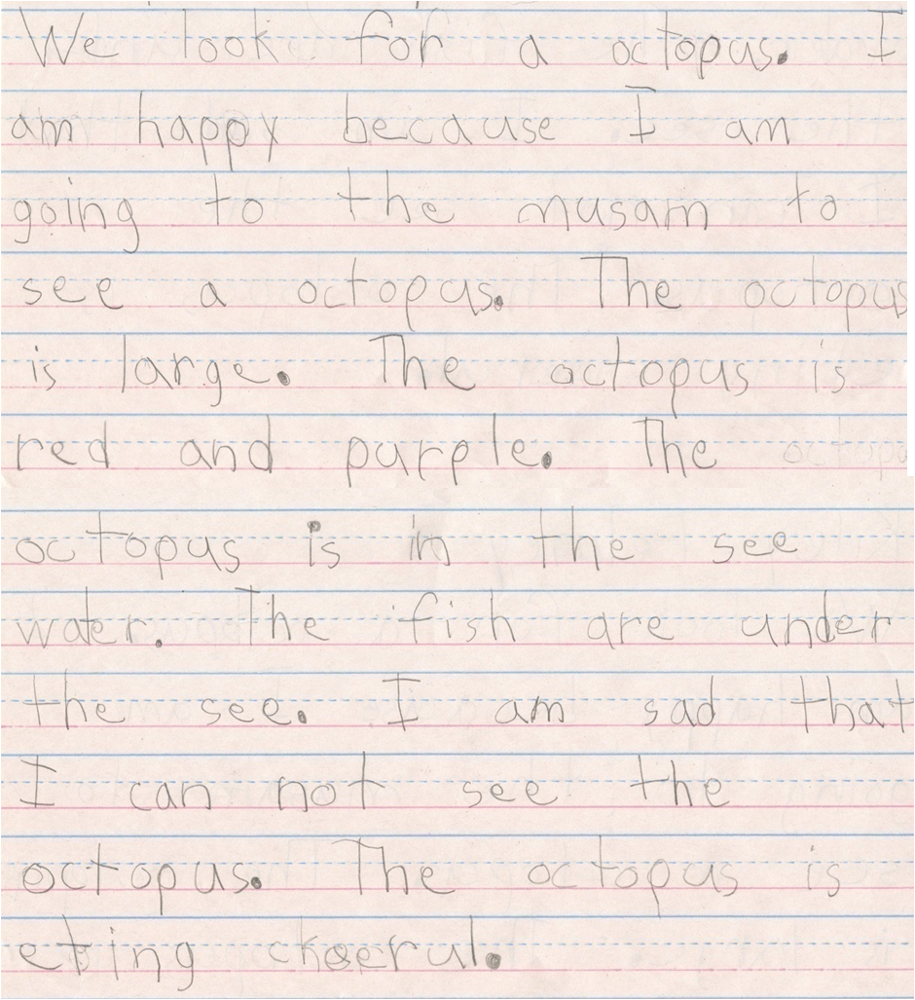 We look for a octopus. I
am happy because I am
going to the musam to
see a octopus. The octopus
is large. The octopus is
red and purple. The
octopus is in the see
water. The fish are under
the see. I am sad that
I can not see the
octopus. The octopus is
eting